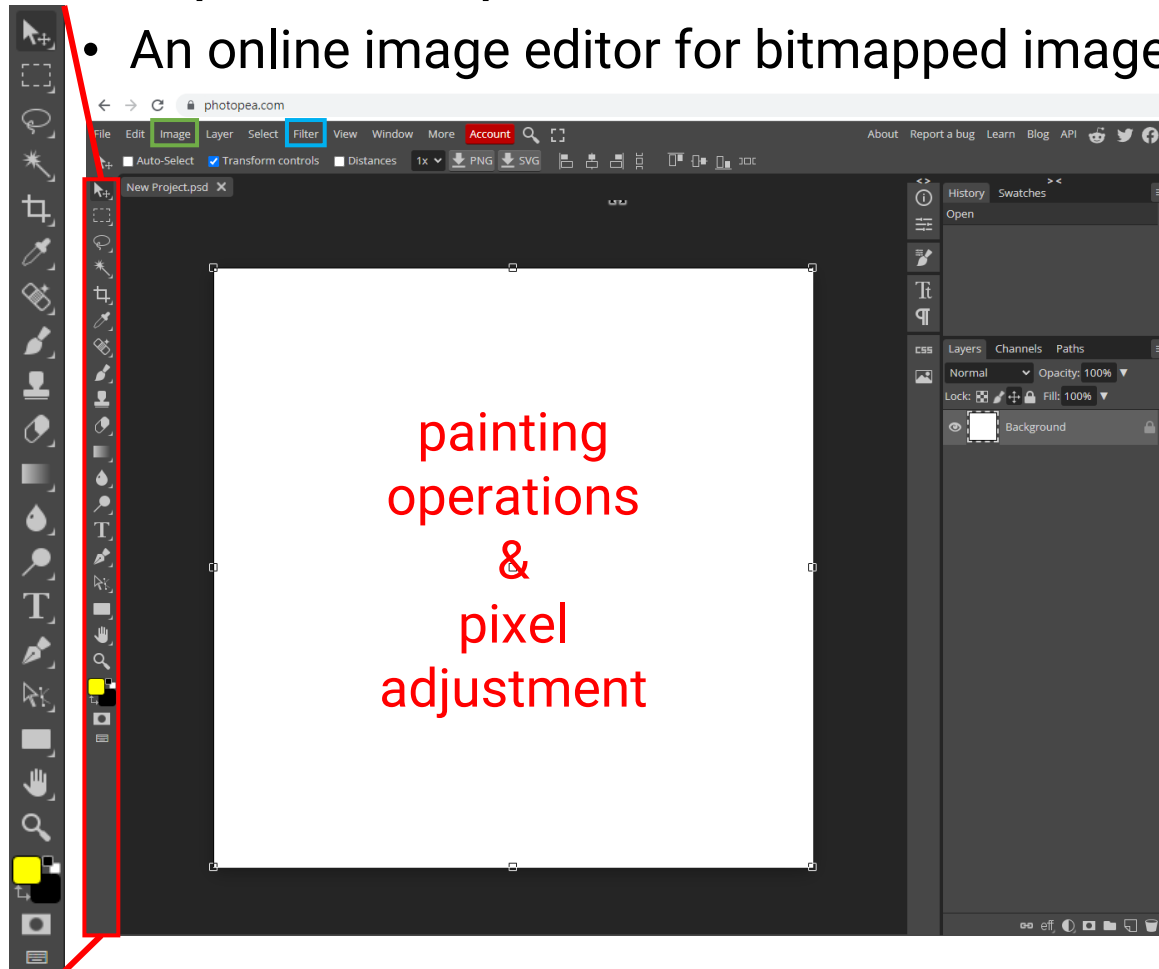 • An online image editor for bitmapped image
photopea.com
File Edit Image Layer Select Filter View Window More Account About Report a bug Learn Blog API
Auto-Select Transform controls Distances 1x PNG SVG
New Project.psd X
History Swatches
Open
Tt
¶
CSS
Layers Channels Paths
Normal Opacity: 100%
Lock: Fill: 100%
Background
painting
operations
&
pixel
adjustment
T
T
eff